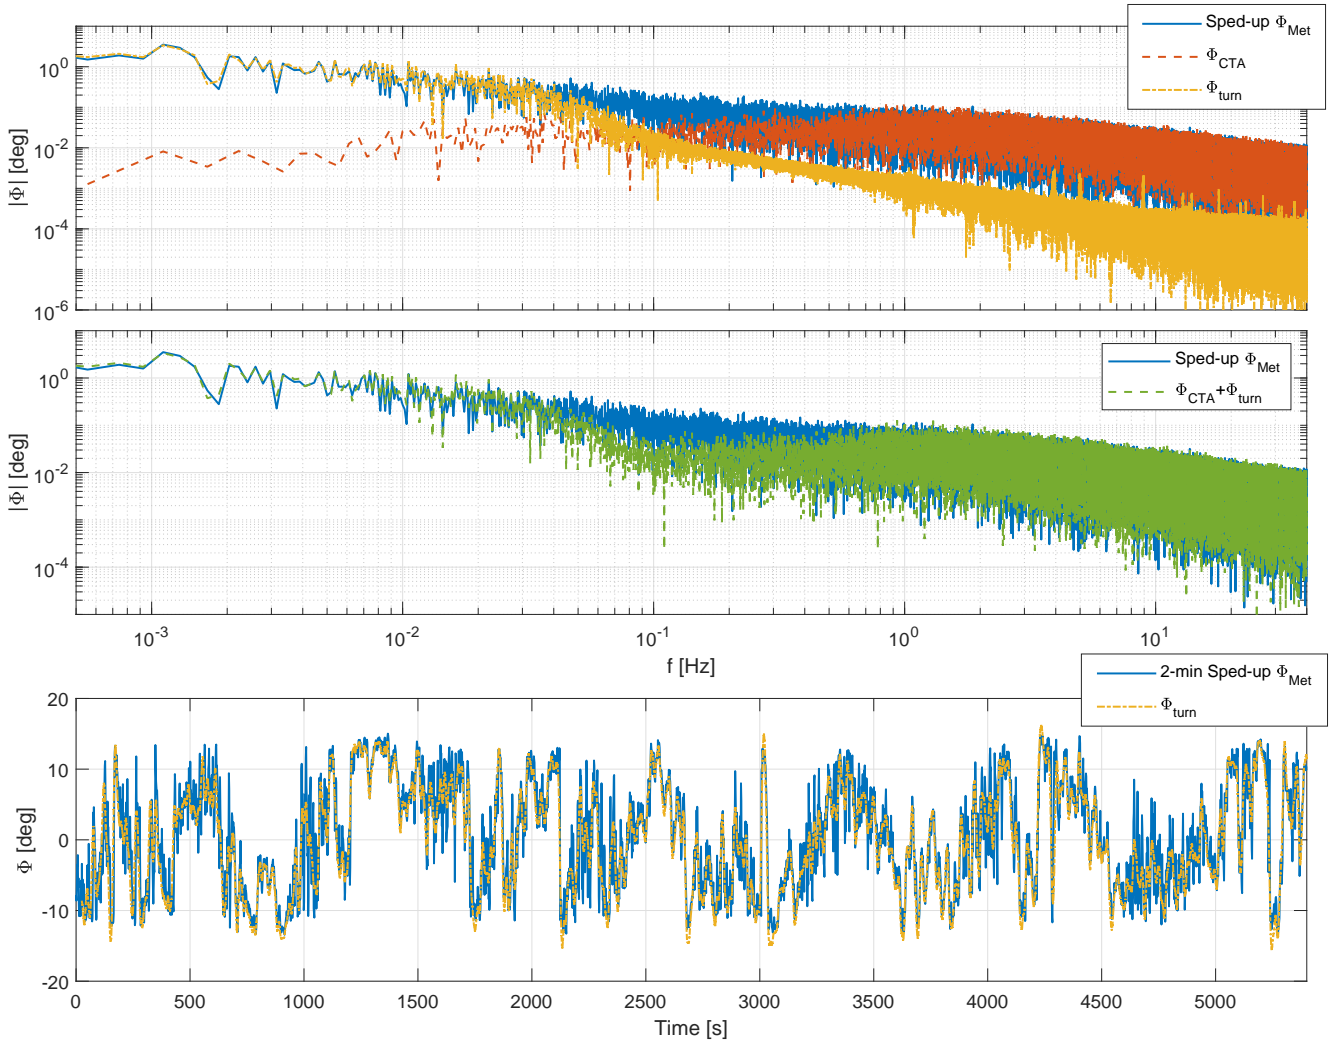 Sped-up Φ_Met
Φ_CTA
Φ_turn
10^0
10^-2
10^-4
10^-6
|Φ| [deg]
Sped-up Φ_Met
Φ_CTA+Φ_turn
10^0
10^-2
10^-4
|Φ| [deg]
10^-3 10^-2 10^-1 10^0 10^1
f [Hz]
2-min Sped-up Φ_Met
Φ_turn
20
10
0
-10
-20
Φ [deg]
0 500 1000 1500 2000 2500 3000 3500 4000 4500 5000
Time [s]